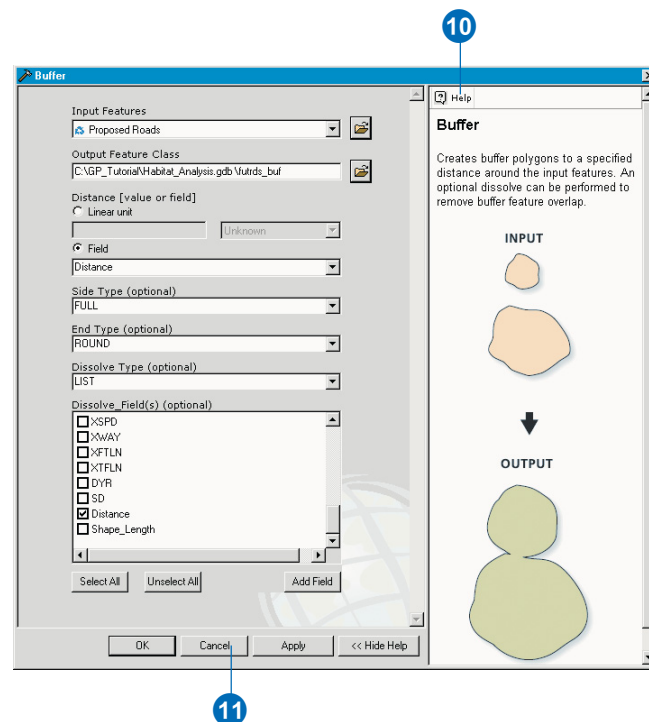 10
Buffer
Input Features
Proposed Roads
Output Feature Class
C:\GP_Tutorial\Habitat_Analysis.gdb\futrds_buf
Distance [value or field]
Linear unit
Unknown
Field
Distance
Side Type (optional)
FULL
End Type (optional)
ROUND
Dissolve Type (optional)
LIST
Dissolve_Field(s) (optional)
XSPD
XWAY
XFTLN
XTFLN
DYR
SD
Distance
Shape_Length
Select All Unselect All Add Field
OK Cancel Apply << Hide Help
Help
Buffer
Creates buffer polygons to a specified
distance around the input features. An
optional dissolve can be performed to
remove buffer feature overlap.
INPUT
OUTPUT
11